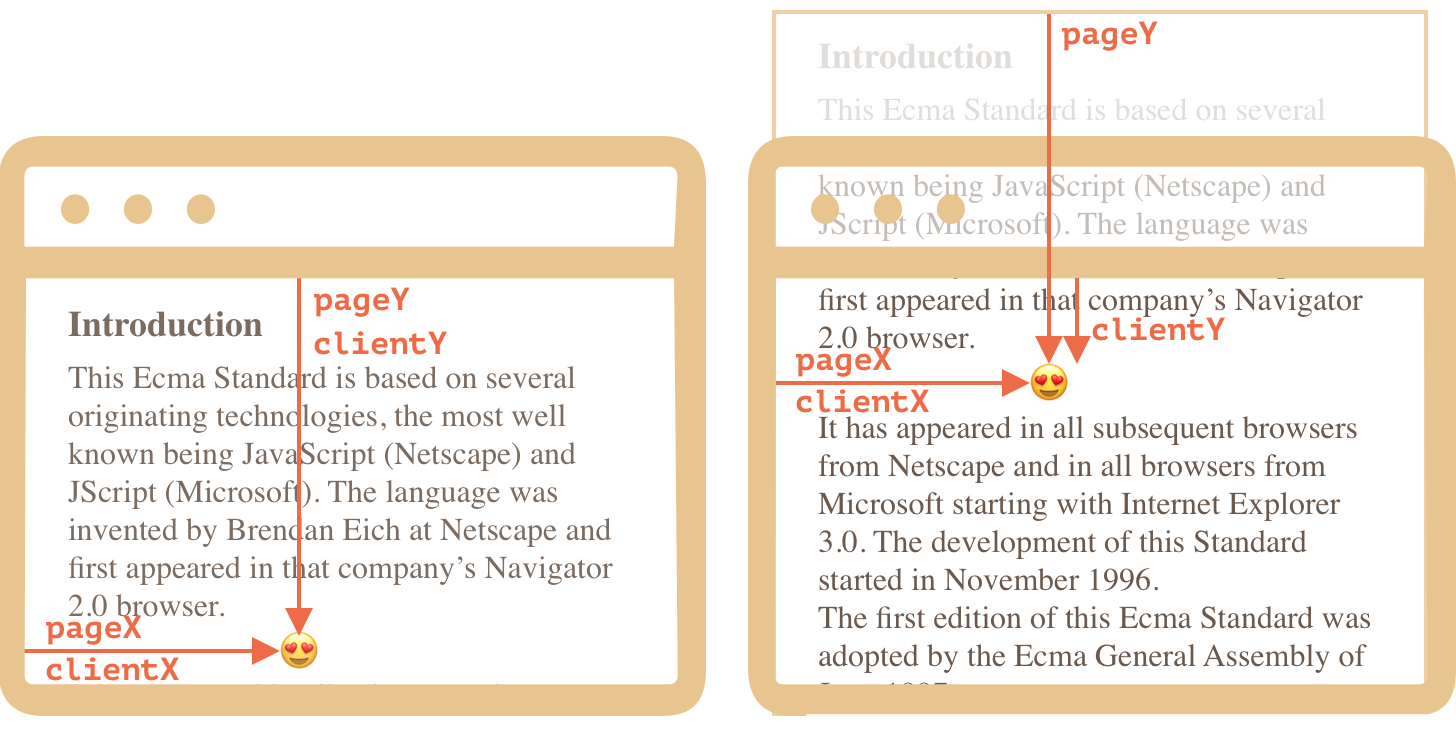 Introduction
pageY
clientY
This Ecma Standard is based on several
originating technologies, the most well
known being JavaScript (Netscape) and
JScript (Microsoft). The language was
invented by Brendan Eich at Netscape and
first appeared in that company’s Navigator
2.0 browser.
pageX
clientX
pageY
Introduction
This Ecma Standard is based on several
known being JavaScript (Netscape) and
JScript (Microsoft). The language was
first appeared in that company’s Navigator
clientY
2.0 browser.
pageX
clientX
It has appeared in all subsequent browsers
from Netscape and in all browsers from
Microsoft starting with Internet Explorer
3.0. The development of this Standard
started in November 1996.
The first edition of this Ecma Standard was
adopted by the Ecma General Assembly of